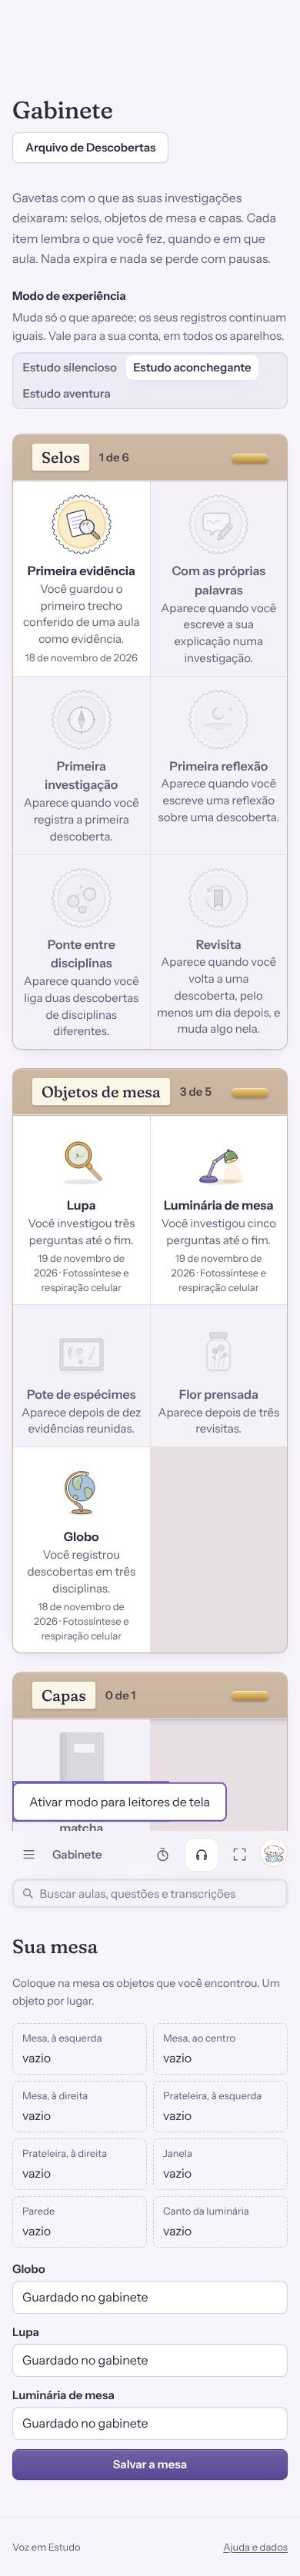 Gabinete
Arquivo de Descobertas
Gavetas com o que as suas investigações
deixaram: selos, objetos de mesa e capas. Cada
item lembra o que você fez, quando e em que
aula. Nada expira e nada se perde com pausas.
Modo de experiência
Muda só o que aparece; os seus registros continuam
iguais. Vale para a sua conta, em todos os aparelhos.
Estudo silencioso Estudo aconchegante
Estudo aventura
Selos 1 de 6
Primeira evidência
Você guardou o
primeiro trecho
conferido de uma aula
como evidência.
18 de novembro de 2026
Com as próprias
palavras
Aparece quando você
escreve a sua
explicação numa
investigação.
Primeira
investigação
Aparece quando você
registra a primeira
descoberta.
Primeira reflexão
Aparece quando você
escreve uma reflexão
sobre uma descoberta.
Ponte entre
disciplinas
Aparece quando você
liga duas descobertas
de disciplinas
diferentes.
Revisita
Aparece quando você
volta a uma
descoberta, pelo
menos um dia depois, e
muda algo nela.
Objetos de mesa 3 de 5
Lupa
Você investigou três
perguntas até o fim.
19 de novembro de
2026 · Fotossíntese e
respiração celular
Luminária de mesa
Você investigou cinco
perguntas até o fim.
19 de novembro de
2026 · Fotossíntese e
respiração celular
Pote de espécimes
Aparece depois de dez
evidências reunidas.
Flor prensada
Aparece depois de três
revisitas.
Globo
Você registrou
descobertas em três
disciplinas.
18 de novembro de
2026 · Fotossíntese e
respiração celular
Capas 0 de 1
Ativar modo para leitores de tela
matcha
Gabinete
Buscar aulas, questões e transcrições
Sua mesa
Coloque na mesa os objetos que você encontrou. Um
objeto por lugar.
Mesa, à esquerda
vazio
Mesa, ao centro
vazio
Mesa, à direita
vazio
Prateleira, à esquerda
vazio
Prateleira, à direita
vazio
Janela
vazio
Parede
vazio
Canto da luminária
vazio
Globo
Guardado no gabinete
Lupa
Guardado no gabinete
Luminária de mesa
Guardado no gabinete
Salvar a mesa
Voz em Estudo
Ajuda e dados